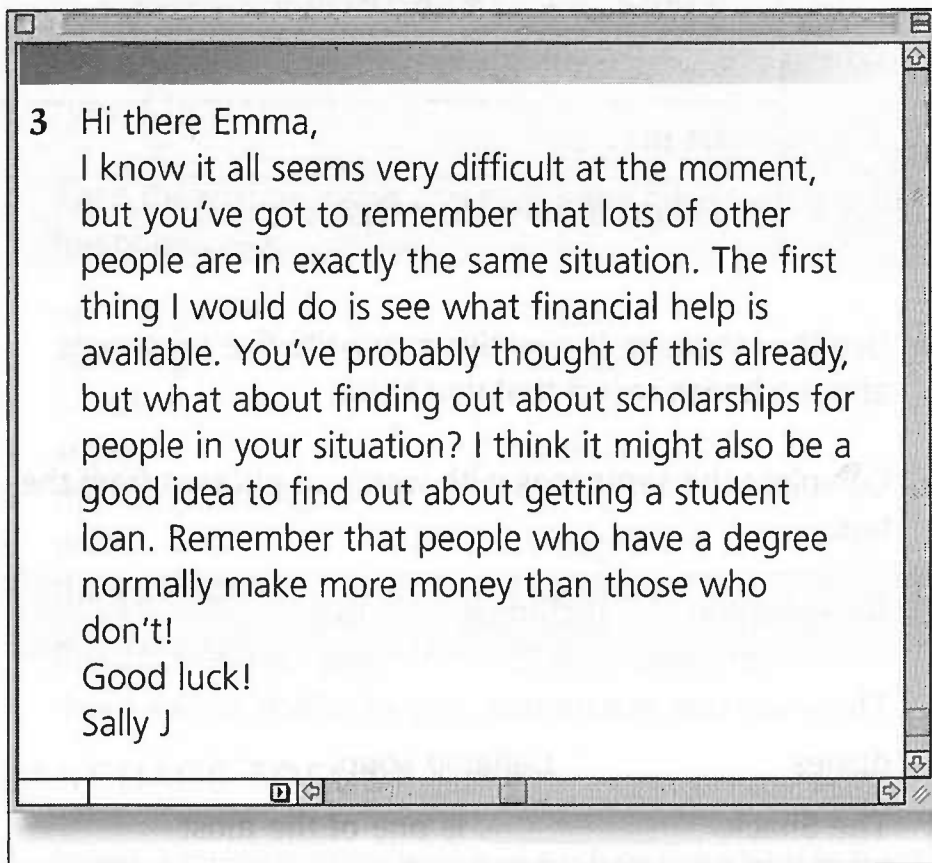 3 Hi there Emma,
I know it all seems very difficult at the moment,
but you've got to remember that lots of other
people are in exactly the same situation. The first
thing I would do is see what financial help is
available. You've probably thought of this already,
but what about finding out about scholarships for
people in your situation? I think it might also be a
good idea to find out about getting a student
loan. Remember that people who have a degree
normally make more money than those who
don't!
Good luck!
Sally J